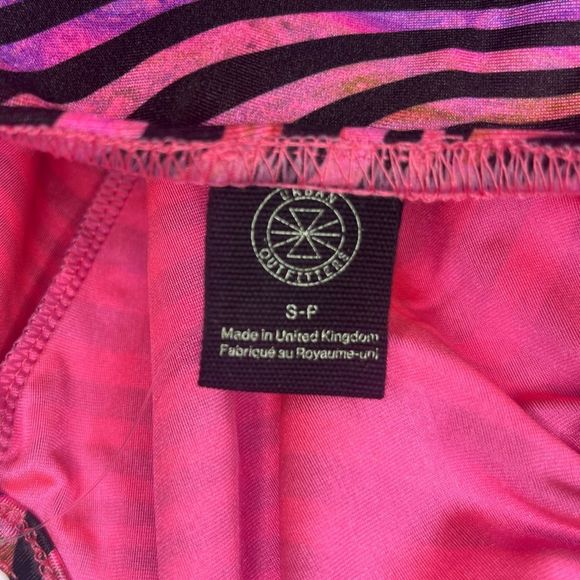 URBAN
OUTFITTERS
S-P
Made in United Kingdom
Fabriqué au Royaume-uni